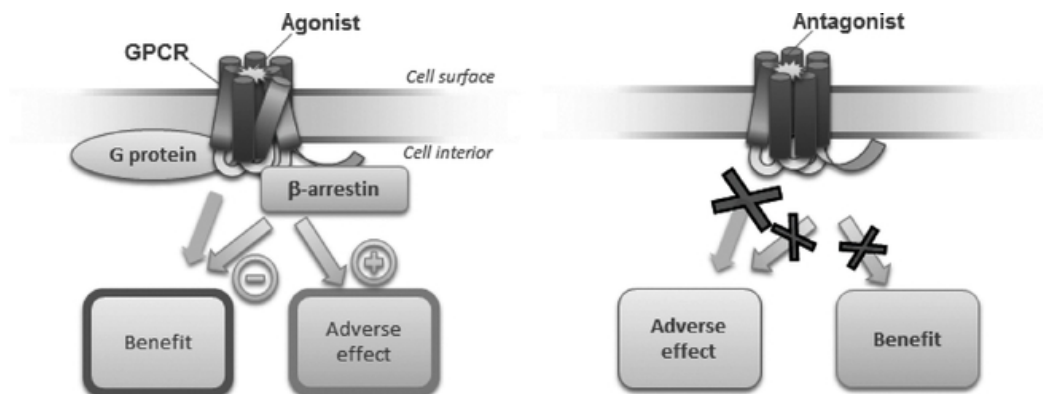 Agonist
GPCR
Cell surface
G protein
Cell interior
β-arrestin
Benefit
Adverse
effect
Antagonist
Adverse
effect
Benefit